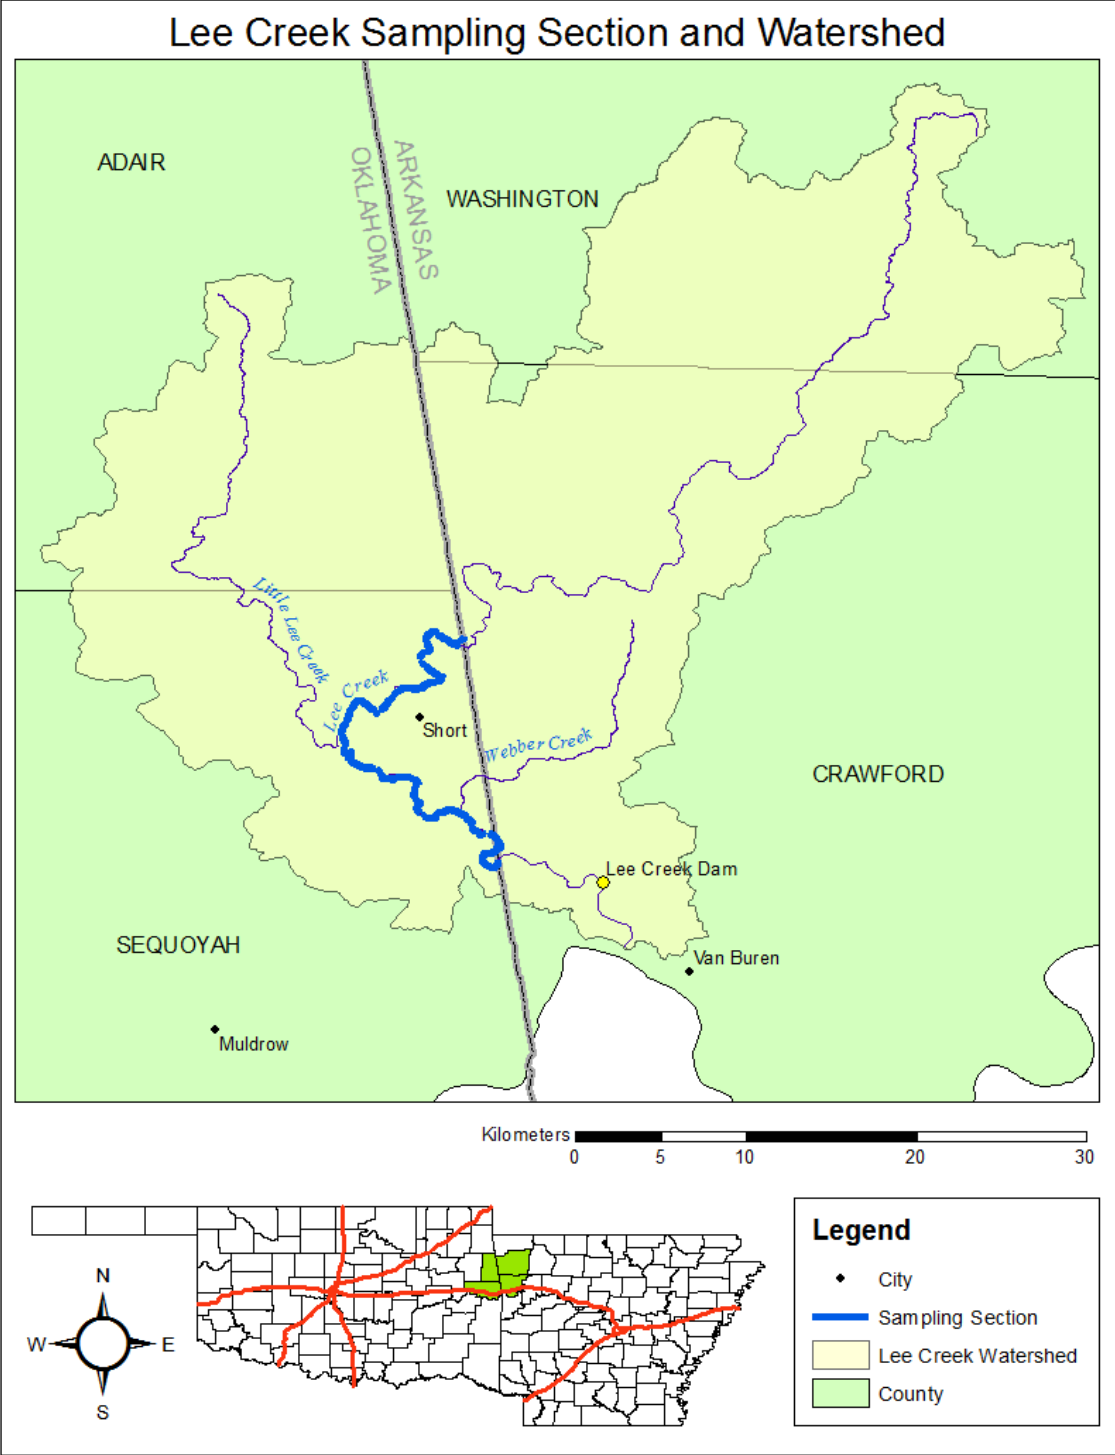 Lee Creek Sampling Section and Watershed
ADAIR
ARKANSAS
OKLAHOMA
WASHINGTON
Little Lee Creek
Lee Creek
Short
Webber Creek
CRAWFORD
Lee Creek Dam
SEQUOYAH
Van Buren
Muldrow
Kilometers
0 5 10 20 30
N
W E
S
Legend
City
Sampling Section
Lee Creek Watershed
County